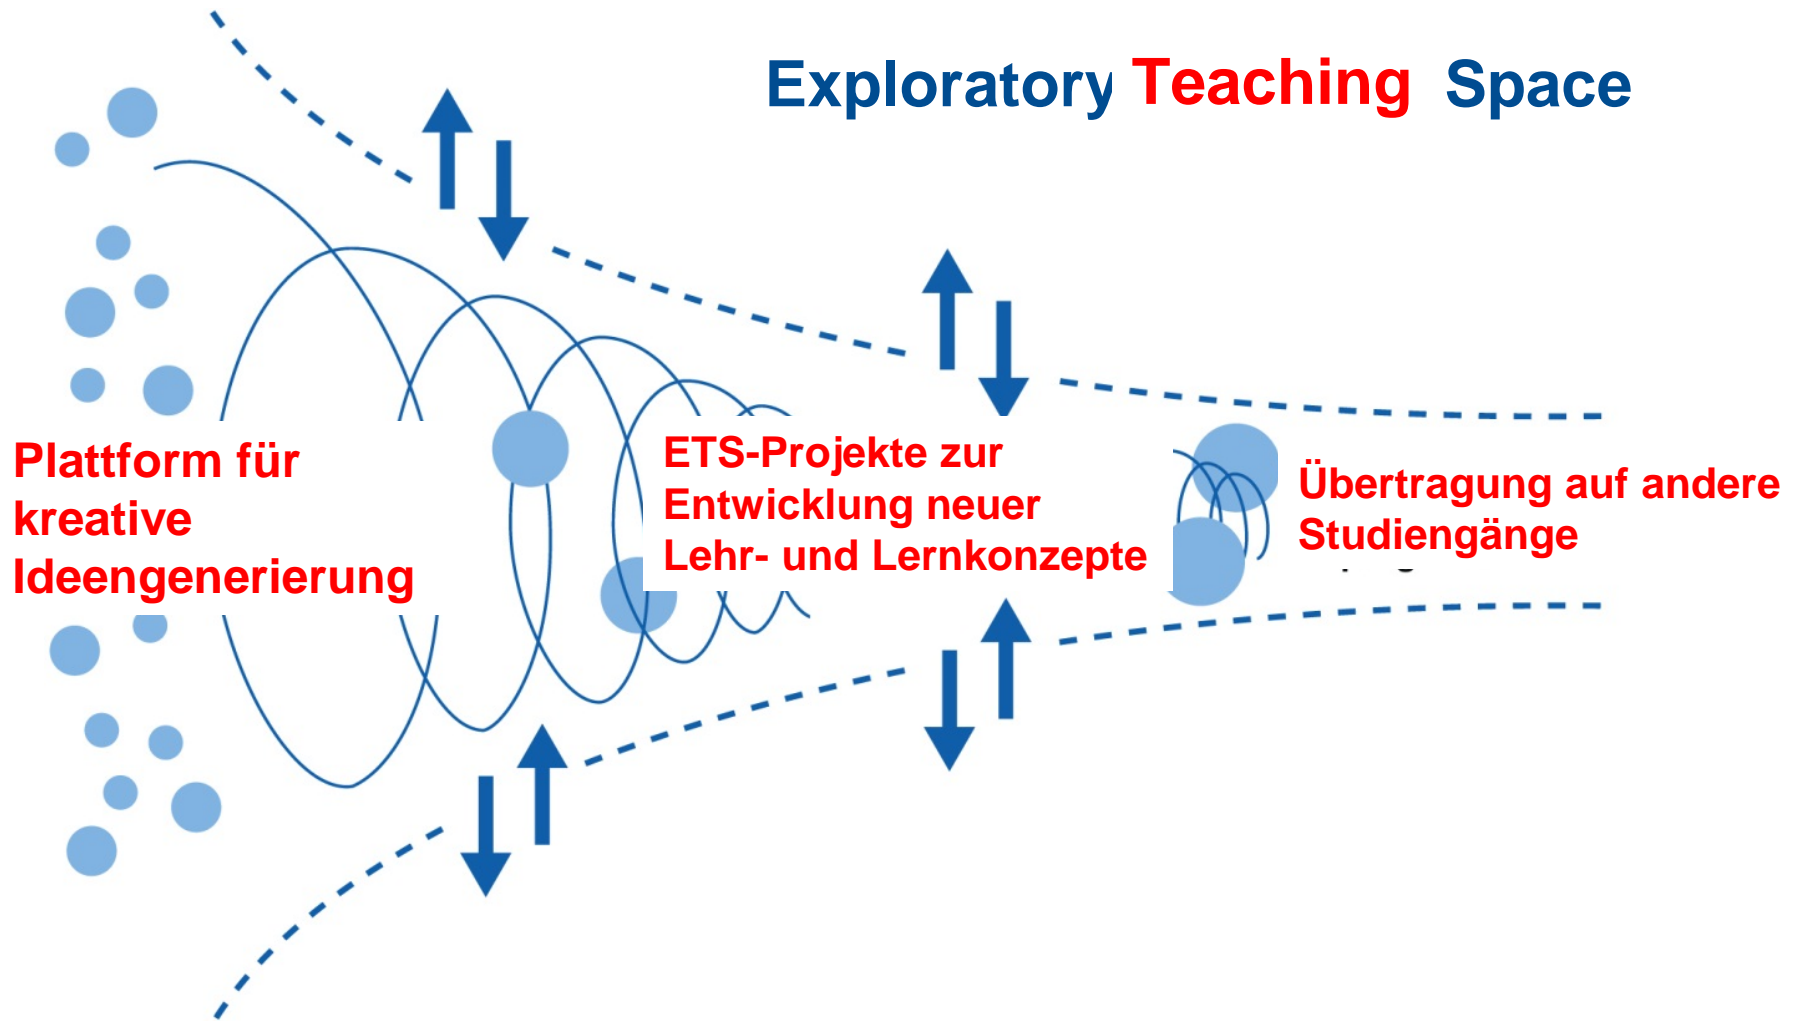 Exploratory Teaching Space
Plattform für
kreative
Ideengenerierung
ETS-Projekte zur
Entwicklung neuer
Lehr- und Lernkonzepte
Übertragung auf andere
Studiengänge